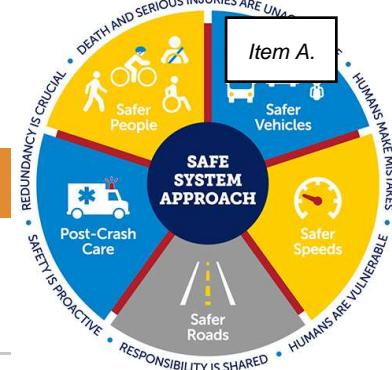 DEATH AND SERIOUS INJURIES ARE
Item A.
HUMANS MAKE MISTAKES
HUMANS ARE VULNERABLE
RESPONSIBILITY IS SHARED
SAFETY IS PROACTIVE
REDUNDANCY IS CRUCIAL
Safer
People
Safer
Vehicles
SAFE
SYSTEM
APPROACH
Post-Crash
Care
Safer
Speeds
Safer
Roads